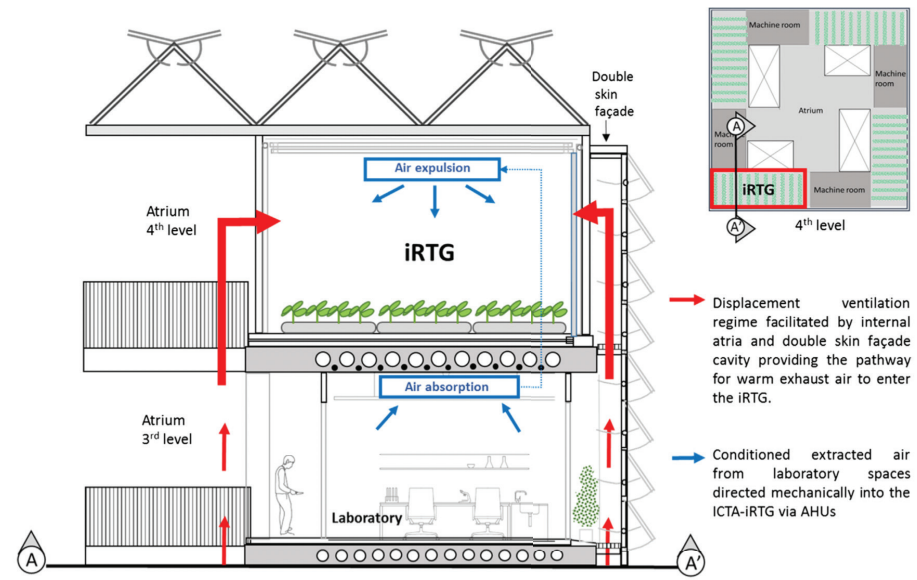 Double
skin
façade
Air expulsion
Atrium
4th level
iRTG
Air absorption
Atrium
3rd level
Laboratory
A
A'
Machine room
Machine
room
Atrium
A
Machine
room
iRTG
Machine room
A'
4th level
Displacement ventilation
regime facilitated by internal
atria and double skin façade
cavity providing the pathway
for warm exhaust air to enter
the iRTG.
Conditioned extracted air
from laboratory spaces
directed mechanically into the
ICTA-iRTG via AHUs